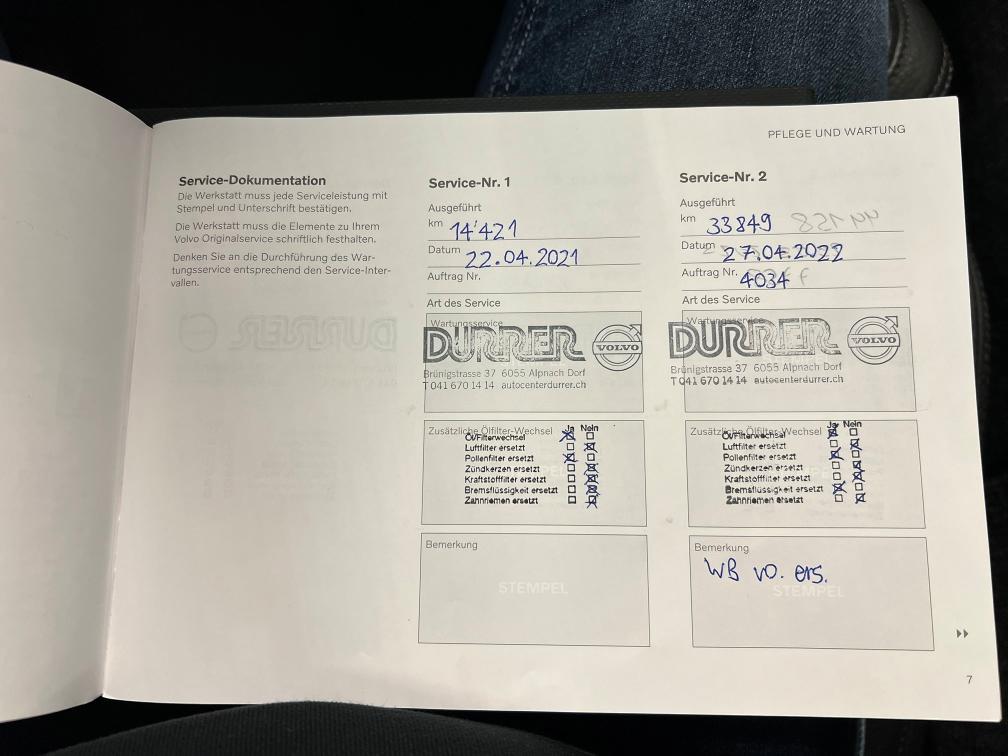 PFLEGE UND WARTUNG
Service-Dokumentation
Die Werkstatt muss jede Serviceleistung mit
Stempel und Unterschrift bestätigen.
Die Werkstatt muss die Elemente zu Ihrem
Volvo Originalservice schriftlich festhalten.
Denken Sie an die Durchführung des War-
tungsservice entsprechend den Service-Inter-
vallen.
Service-Nr. 1
Ausgeführt
km 14'421
Datum 22.04.2021
Auftrag Nr.
Art des Service
Wartungsservice
DURRER VOLVO
Brünigstrasse 37 6055 Alpnach Dorf
T 041 670 14 14 autocenterdurrer.ch
Zusätzliche Ölfilter-Wechsel Ja Nein
Öl/Filterwechsel
Luftfilter ersetzt
Pollenfilter ersetzt
Zündkerzen ersetzt
Kraftstofffilter ersetzt
Bremsflüssigkeit ersetzt
Zahnriemen ersetzt
Bemerkung
STEMPEL
Service-Nr. 2
Ausgeführt
km 33849
Datum 27.04.2022
Auftrag Nr. 4034
Art des Service
Wartungsservice
DURRER VOLVO
Brünigstrasse 37 6055 Alpnach Dorf
T 041 670 14 14 autocenterdurrer.ch
Zusätzliche Ölfilter-Wechsel Ja Nein
Öl/Filterwechsel
Luftfilter ersetzt
Pollenfilter ersetzt
Zündkerzen ersetzt
Kraftstofffilter ersetzt
Bremsflüssigkeit ersetzt
Zahnriemen ersetzt
Bemerkung
WB vo. ers.
STEMPEL
7